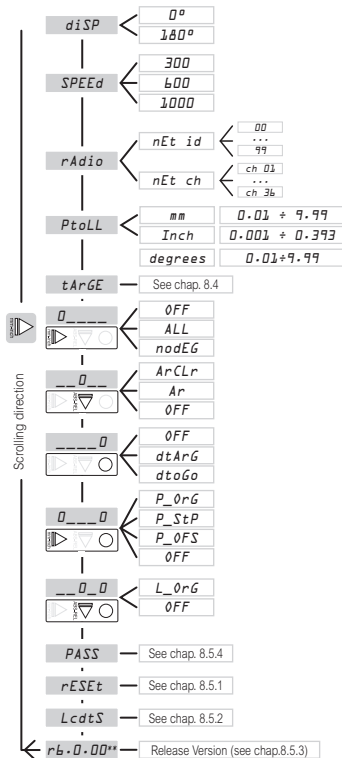 diSP
0°
180°
SPEEd
300
600
1000
rAdio
nEt id
00
...
99
nEt ch
ch 01
...
ch 36
PtoLL
mm 0.01 ÷ 9.99
Inch 0.001 ÷ 0.393
degrees 0.01÷9.99
tArGE
See chap. 8.4
0____
OFF
ALL
nodEG
__0__
ArCLr
Ar
OFF
____0
OFF
dtArG
dtoGo
0___0
P_OrG
P_StP
P_OFS
OFF
__0_0
L_OrG
OFF
PASS
See chap. 8.5.4
rESEt
See chap. 8.5.1
LcdtS
See chap. 8.5.2
r6.0.00**
Release Version (see chap.8.5.3)
Scrolling direction